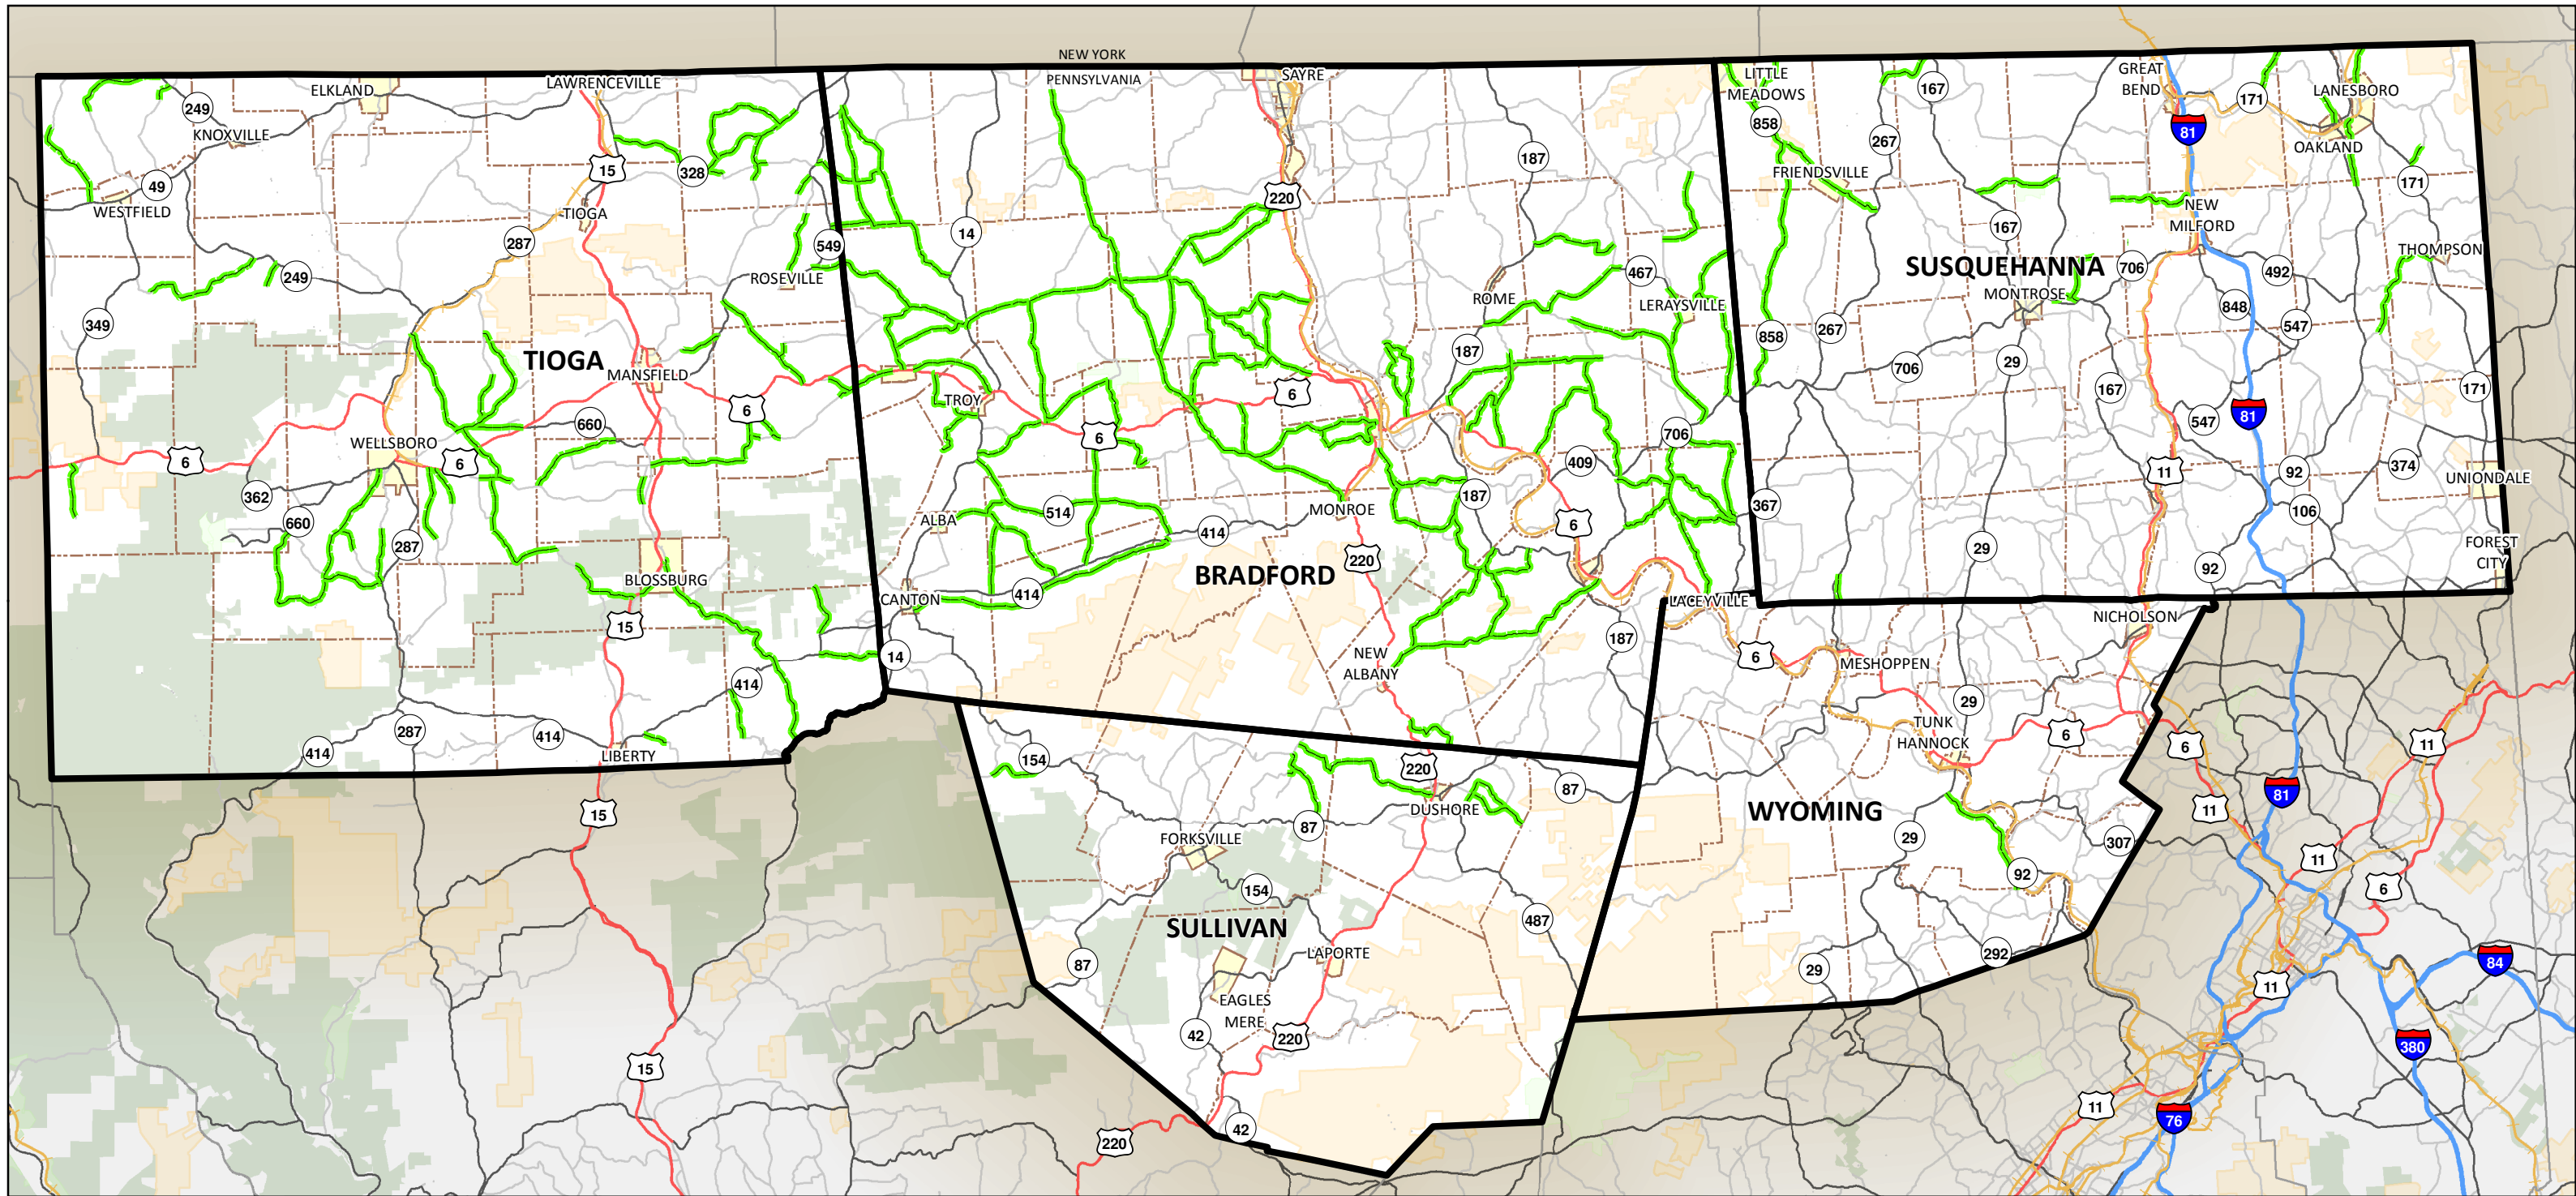 NEW YORK
PENNSYLVANIA
SAYRE
LITTLE
MEADOWS
GREAT
BEND
LANESBORO
OAKLAND
ELKLAND
LAWRENCEVILLE
KNOXVILLE
WESTFIELD
TIOGA
ROSEVILLE
FRIENDSVILLE
NEW
MILFORD
THOMPSON
SUSQUEHANNA
MONTROSE
ROME
LERAYSVILLE
TIOGA
MANSFIELD
TROY
WELLSBORO
ALBA
MONROE
UNIONDALE
FOREST
CITY
BLOSSBURG
BRADFORD
CANTON
LACEYVILLE
NICHOLSON
NEW
ALBANY
MESHOPPEN
TUNK
HANNOCK
LIBERTY
DUSHORE
WYOMING
FORKSVILLE
SULLIVAN
LAPORTE
EAGLES
MERE
249
49
15
328
287
249
349
549
14
220
187
467
858
267
167
81
171
171
167
706
492
848
547
858
267
706
29
167
547
81
171
187
6
6
660
6
6
6
362
660
287
514
414
414
187
409
706
6
367
11
92
374
106
29
92
220
187
15
14
414
287
414
414
15
15
154
220
87
87
154
87
487
42
220
42
220
6
29
6
29
307
92
292
29
6
11
11
81
11
6
11
84
380
11
76